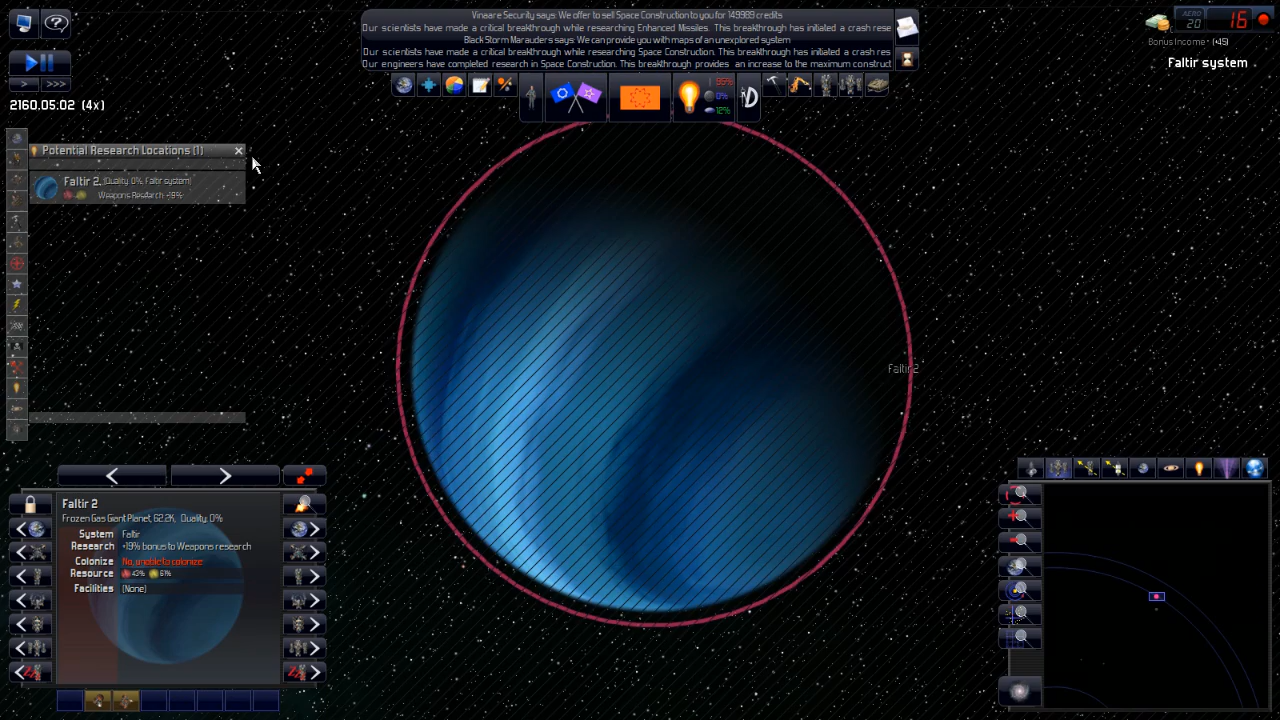 Vinaare Security says: We offer to sell Space Construction to you for 149989 credits
Our scientists have made a critical breakthrough while researching Enhanced Missiles. This breakthrough has initiated a crash rese
Black Storm Marauders says: We can provide you with maps of an unexplored system
Our scientists have made a critical breakthrough while researching Space Construction. This breakthrough has initiated a crash res
Our engineers have completed research in Space Construction. This breakthrough provides an increase to the maximum construct
AERO
20
16
Bonus Income (+45)
Faltir system
2160.05.02 (4x)
0%
12%
Potential Research Locations (1)
Faltir 2, (Quality 0%, Faltir system)
Weapons Research +19%
Faltir 2
Faltir 2
Frozen Gas Giant Planet, 62.2K, Quality: 0%
System Faltir
Research +19% bonus to Weapons research
Colonize No, unable to colonize
Resource 43% 61%
Facilities (None)